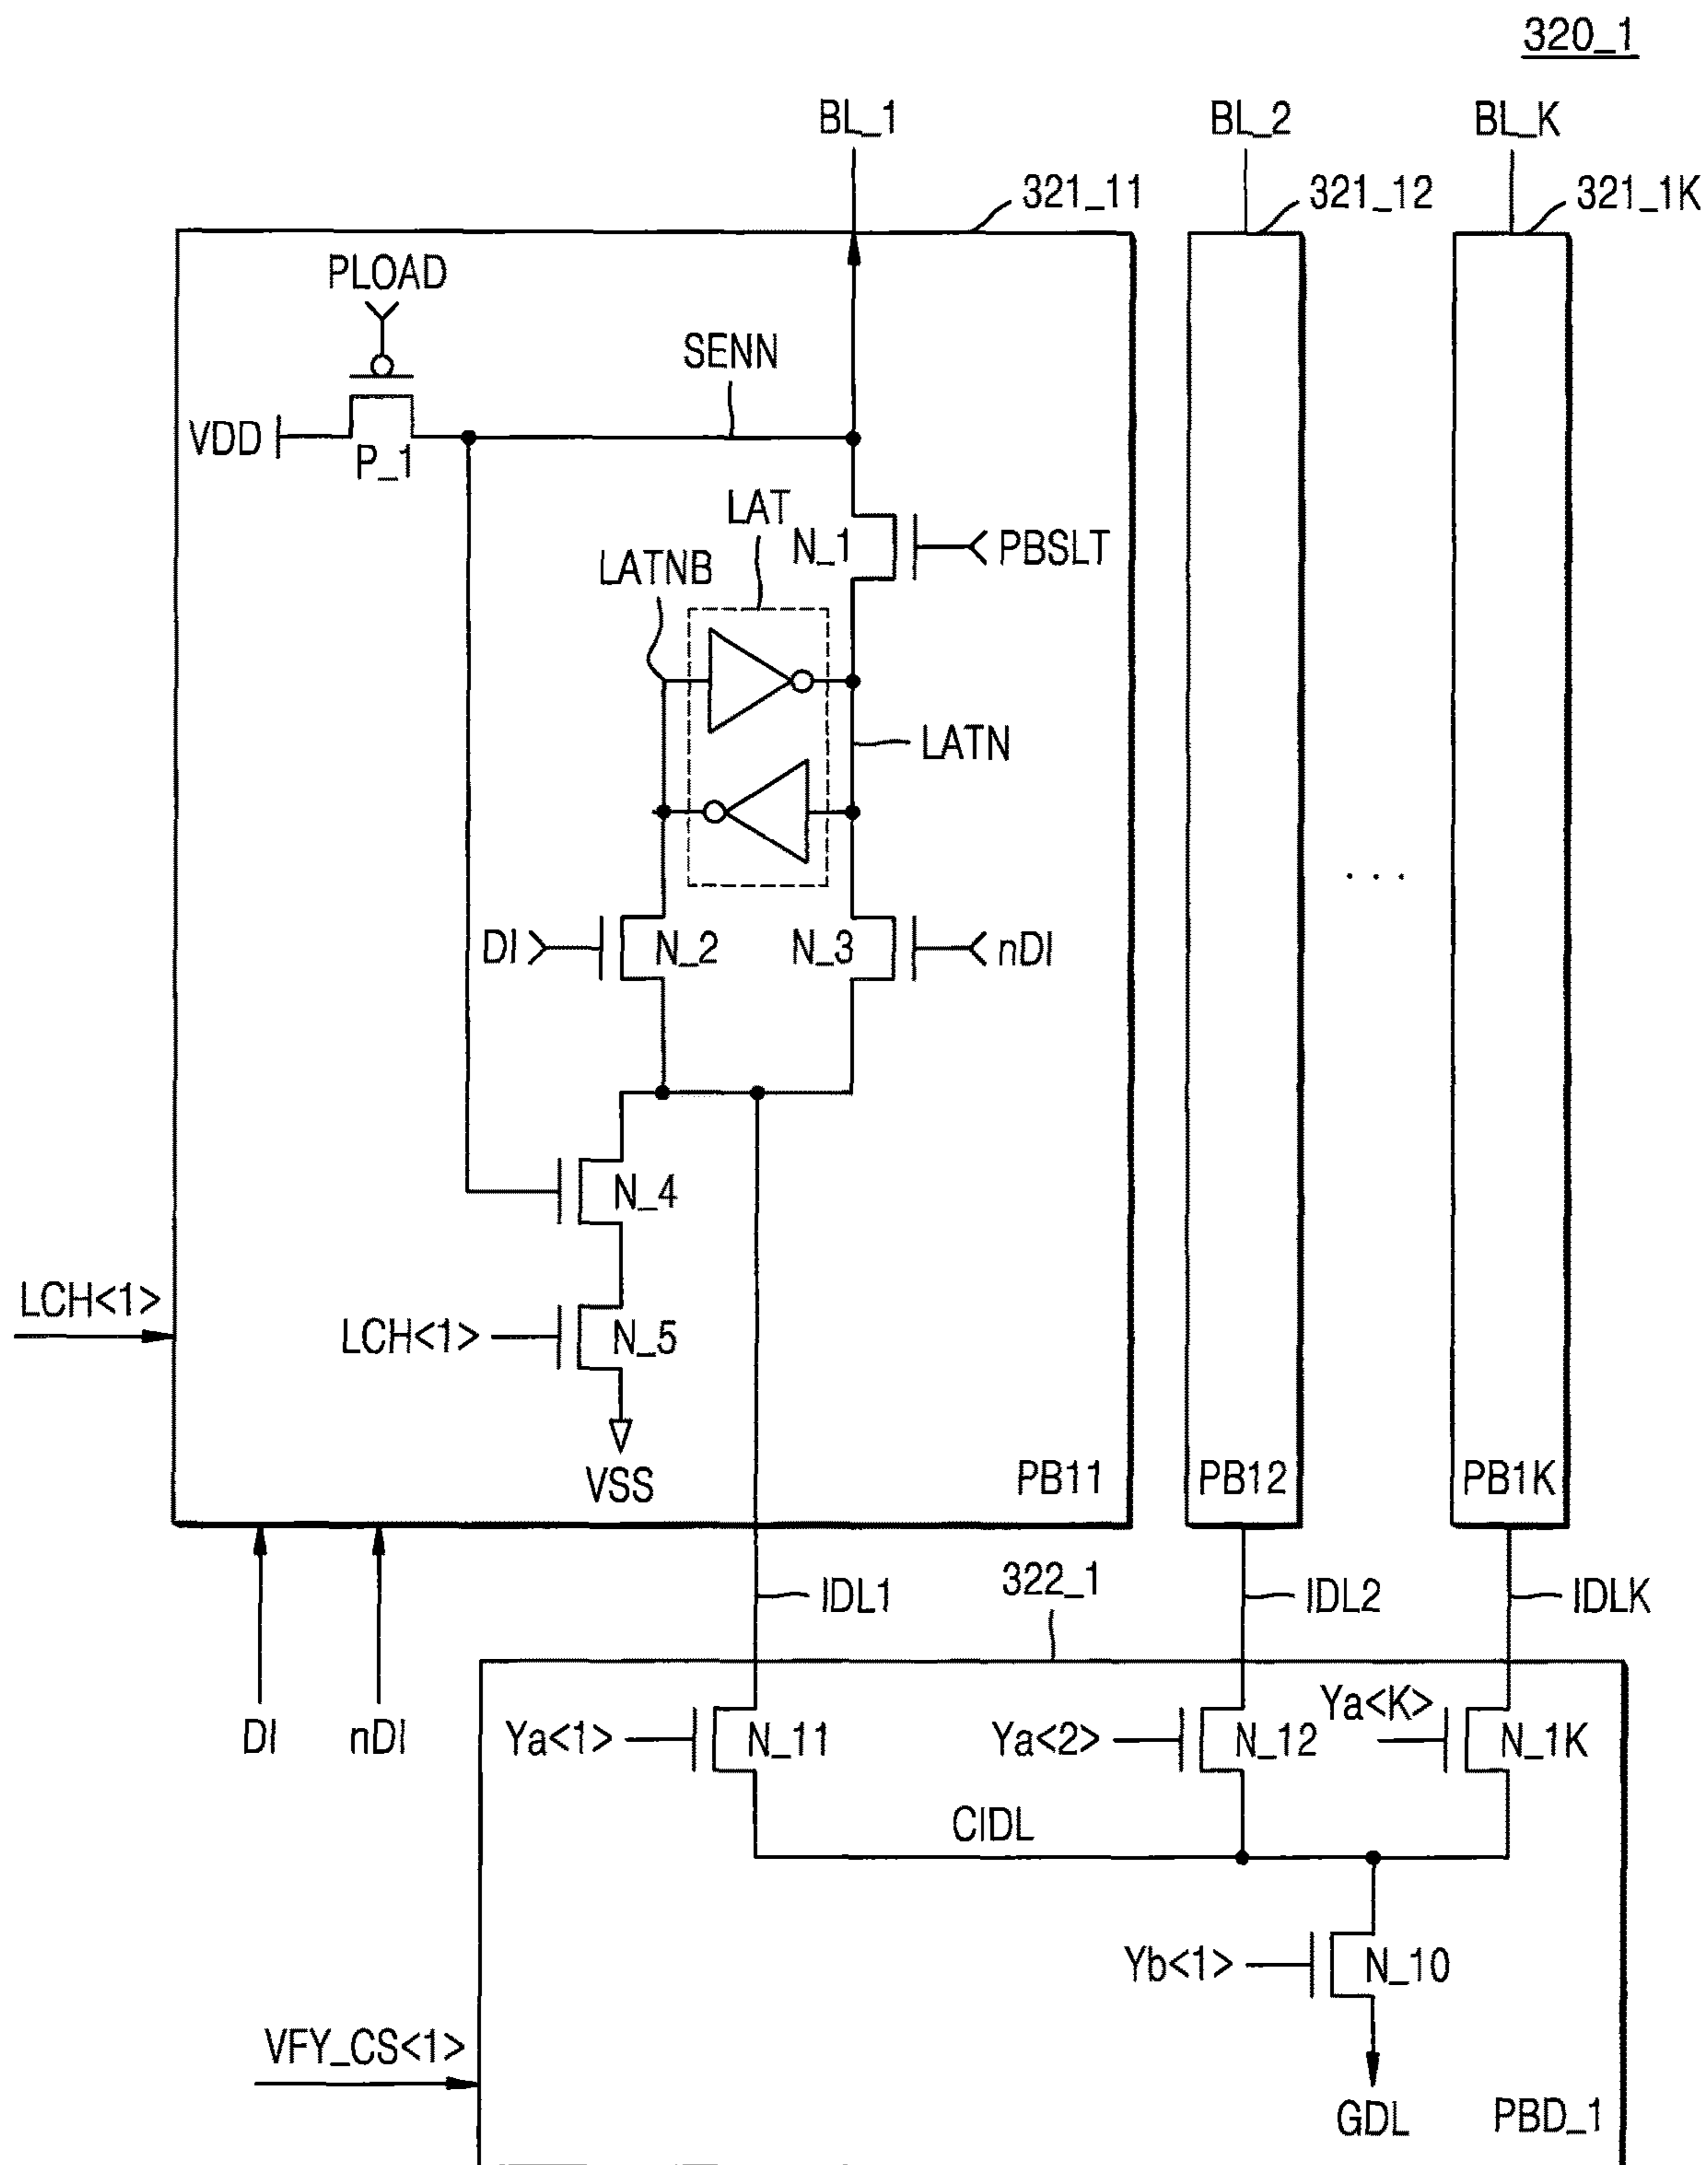 320_1
BL_1
BL_2
BL_K
321_11
321_12
321_1K
PLOAD
SENN
VDD
P_1
LAT
N_1
PBSLT
LATNB
LATN
. . .
DI
N_2
N_3
nDI
N_4
LCH<1>
LCH<1>
N_5
VSS
PB11
PB12
PB1K
322_1
IDL1
IDL2
IDLK
DI
nDI
Ya<1>
N_11
Ya<2>
N_12
Ya<K>
N_1K
CIDL
Yb<1>
N_10
VFY_CS<1>
GDL
PBD_1